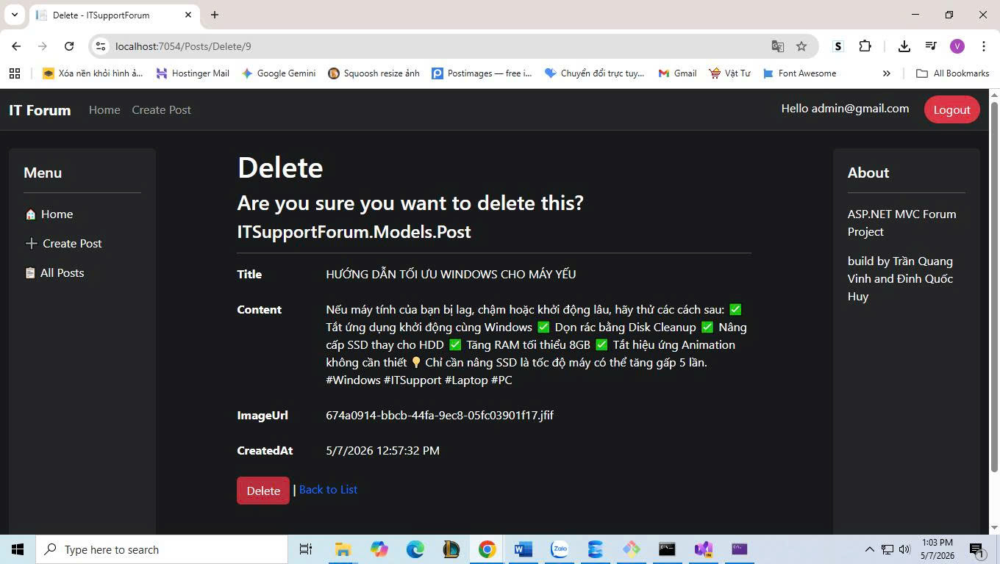 Delete - ITSupportForum
localhost:7054/Posts/Delete/9
S
V
Xóa nền khỏi hình ả...
Hostinger Mail
Google Gemini
Squoosh resize ảnh
Postimages — free i...
Chuyển đổi trực tuy...
Gmail
Vật Tư
Font Awesome
All Bookmarks
IT Forum
Home
Create Post
Hello admin@gmail.com
Logout
Menu
Home
Create Post
All Posts
Delete
Are you sure you want to delete this?
ITSupportForum.Models.Post
Title HƯỚNG DẪN TỐI ƯU WINDOWS CHO MÁY YẾU
Content Nếu máy tính của bạn bị lag, chậm hoặc khởi động lâu, hãy thử các cách sau: ✅
Tắt ứng dụng khởi động cùng Windows ✅ Dọn rác bằng Disk Cleanup ✅ Nâng
cấp SSD thay cho HDD ✅ Tăng RAM tối thiểu 8GB ✅ Tắt hiệu ứng Animation
không cần thiết 💡 Chỉ cần nâng SSD là tốc độ máy có thể tăng gấp 5 lần.
#Windows #ITSupport #Laptop #PC
ImageUrl 674a0914-bbcb-44fa-9ec8-05fc03901f17.jfif
CreatedAt 5/7/2026 12:57:32 PM
Delete | Back to List
About
ASP.NET MVC Forum
Project
build by Trần Quang
Vinh and Đinh Quốc
Huy
Type here to search
Zalo
1:03 PM
5/7/2026
1